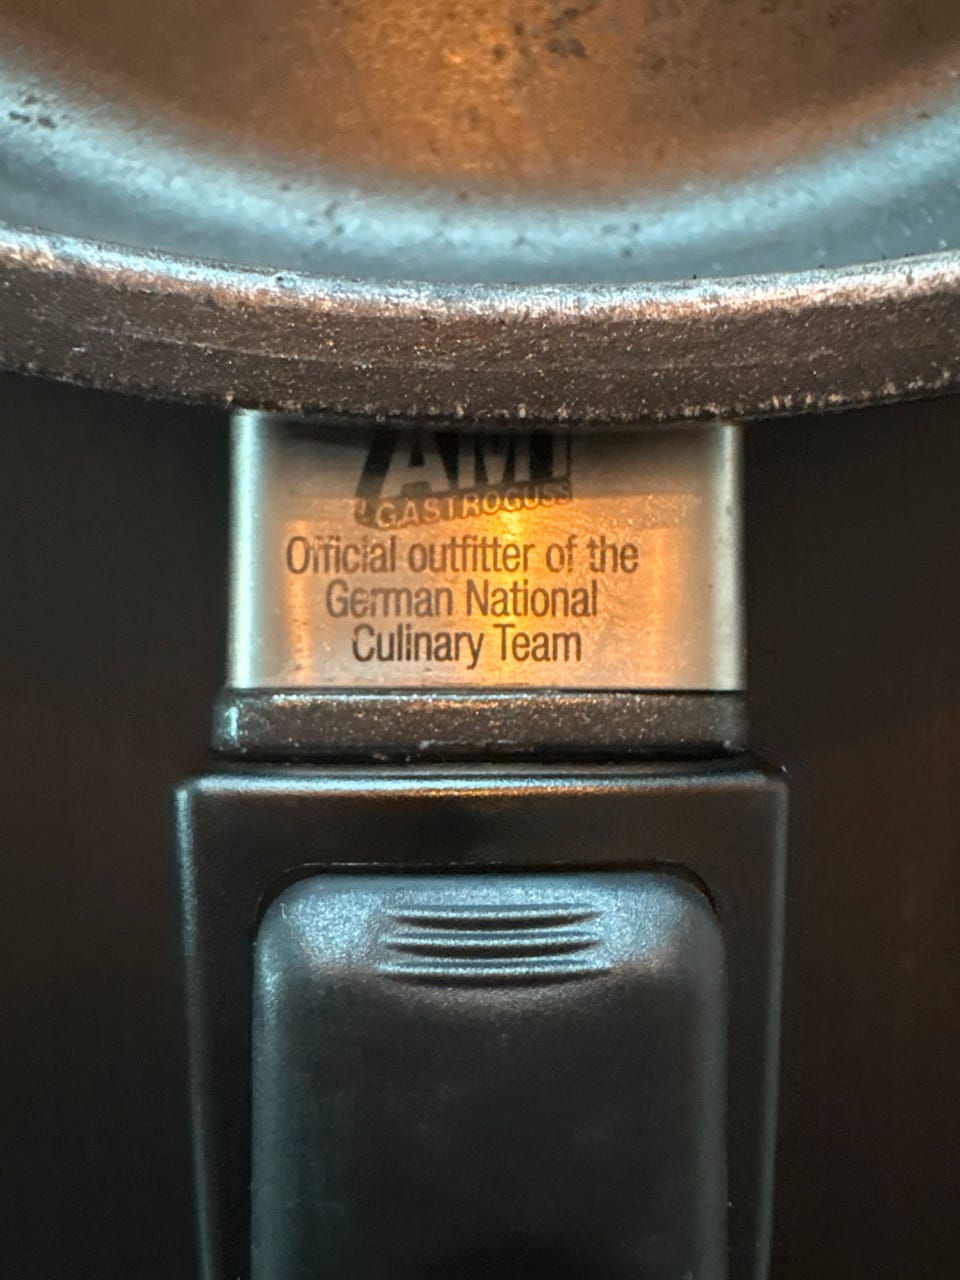 AMT
GASTROGUSS
Official outfitter of the
German National
Culinary Team